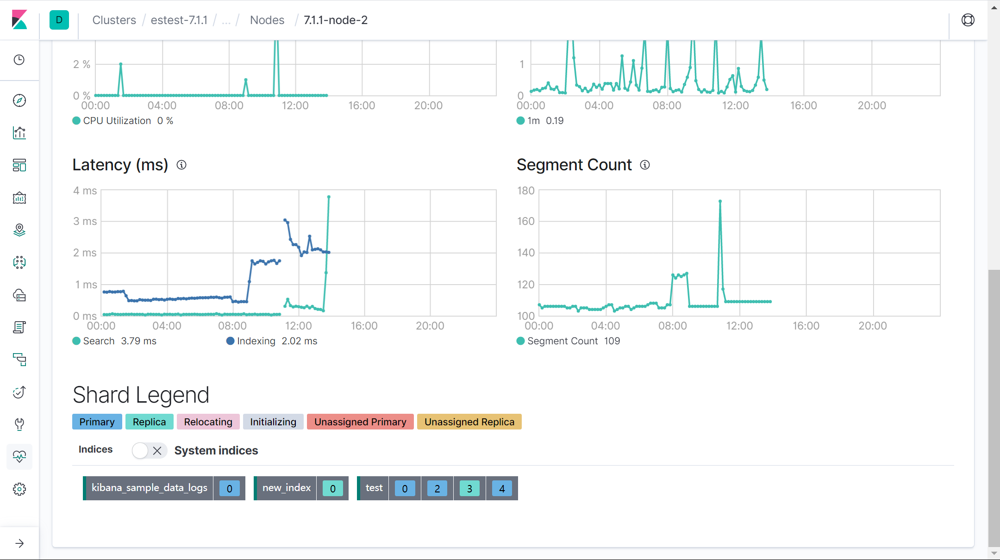 D
Clusters / estest-7.1.1 / ... / Nodes / 7.1.1-node-2
2 %
0 %
00:00 04:00 08:00 12:00 16:00 20:00
CPU Utilization 0 %
1
0
00:00 04:00 08:00 12:00 16:00 20:00
1m 0.19
Latency (ms)
4 ms
3 ms
2 ms
1 ms
0 ms
00:00 04:00 08:00 12:00 16:00 20:00
Search 3.79 ms Indexing 2.02 ms
Segment Count
180
160
140
120
100
00:00 04:00 08:00 12:00 16:00 20:00
Segment Count 109
Shard Legend
Primary Replica Relocating Initializing Unassigned Primary Unassigned Replica
Indices System indices
kibana_sample_data_logs 0 new_index 0 test 0 2 3 4